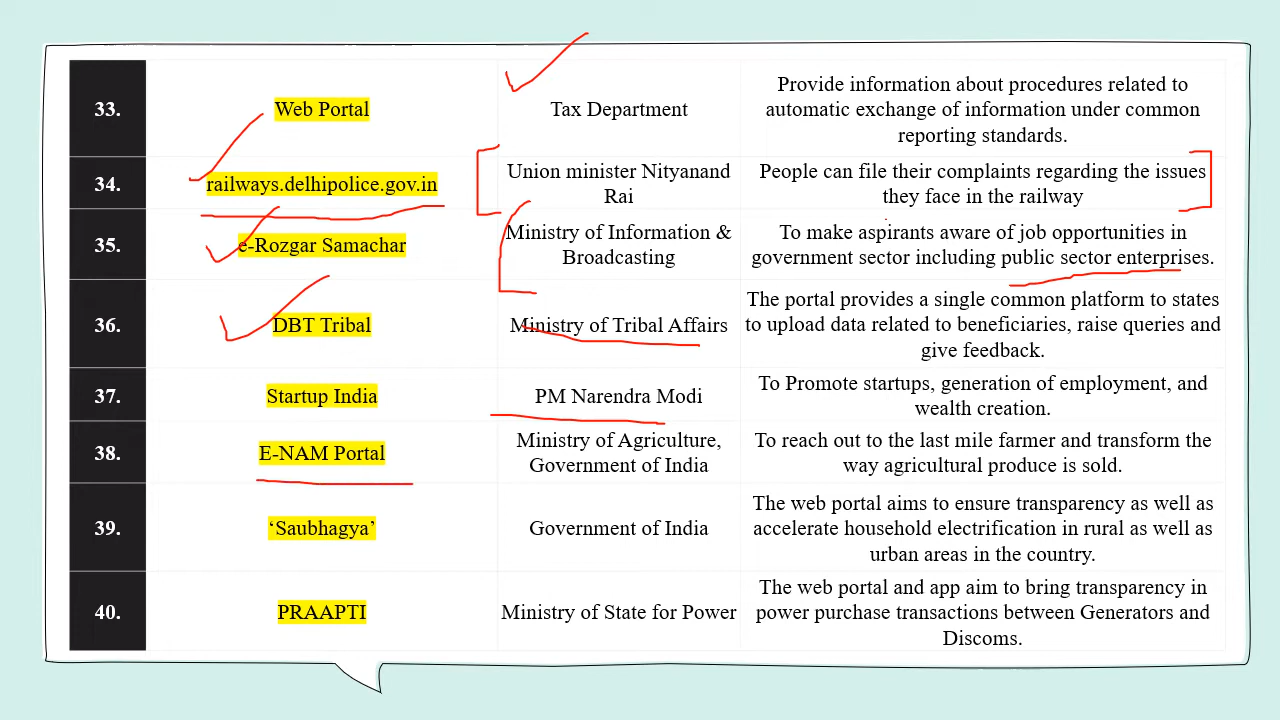 33.
Web Portal
Tax Department
Provide information about procedures related to
automatic exchange of information under common
reporting standards.
34.
railways.delhipolice.gov.in
Union minister Nityanand
Rai
People can file their complaints regarding the issues
they face in the railway
35.
e-Rozgar Samachar
Ministry of Information &
Broadcasting
To make aspirants aware of job opportunities in
government sector including public sector enterprises.
36.
DBT Tribal
Ministry of Tribal Affairs
The portal provides a single common platform to states
to upload data related to beneficiaries, raise queries and
give feedback.
37.
Startup India
PM Narendra Modi
To Promote startups, generation of employment, and
wealth creation.
38.
E-NAM Portal
Ministry of Agriculture,
Government of India
To reach out to the last mile farmer and transform the
way agricultural produce is sold.
39.
‘Saubhagya’
Government of India
The web portal aims to ensure transparency as well as
accelerate household electrification in rural as well as
urban areas in the country.
40.
PRAAPTI
Ministry of State for Power
The web portal and app aim to bring transparency in
power purchase transactions between Generators and
Discoms.